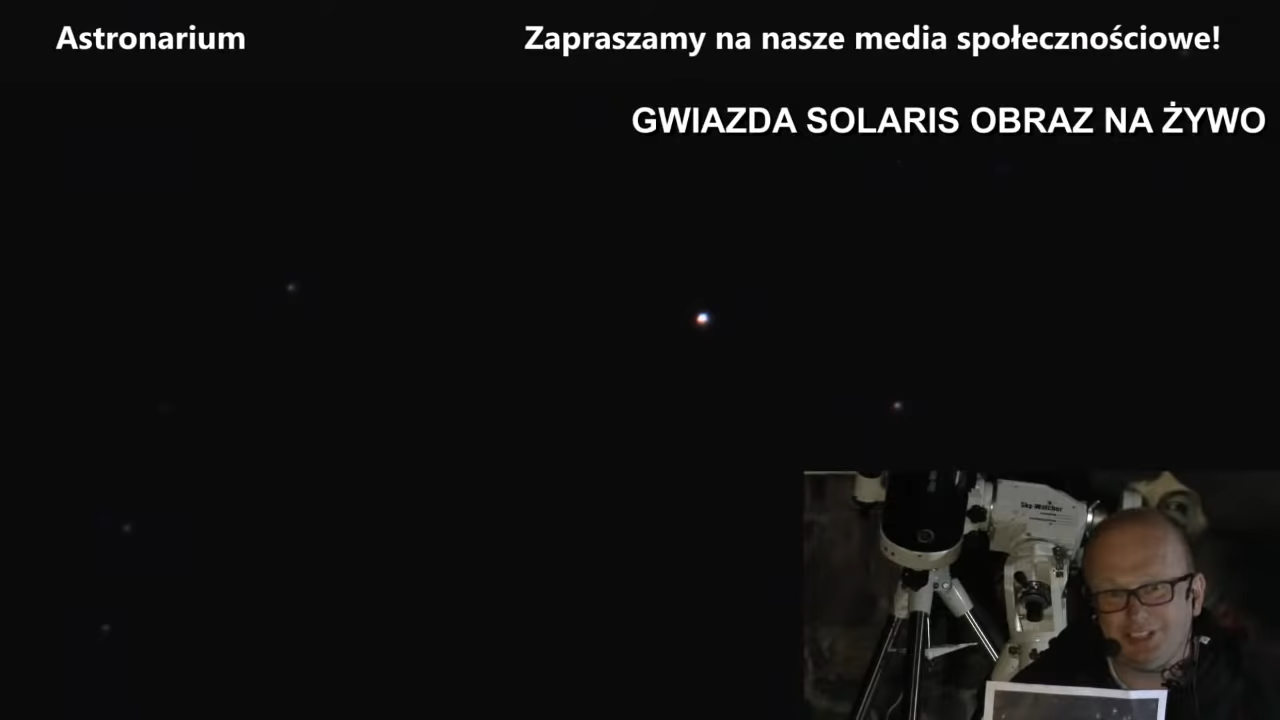 Astronarium
Zapraszamy na nasze media społecznościowe!
GWIAZDA SOLARIS OBRAZ NA ŻYWO
Sky-Watcher